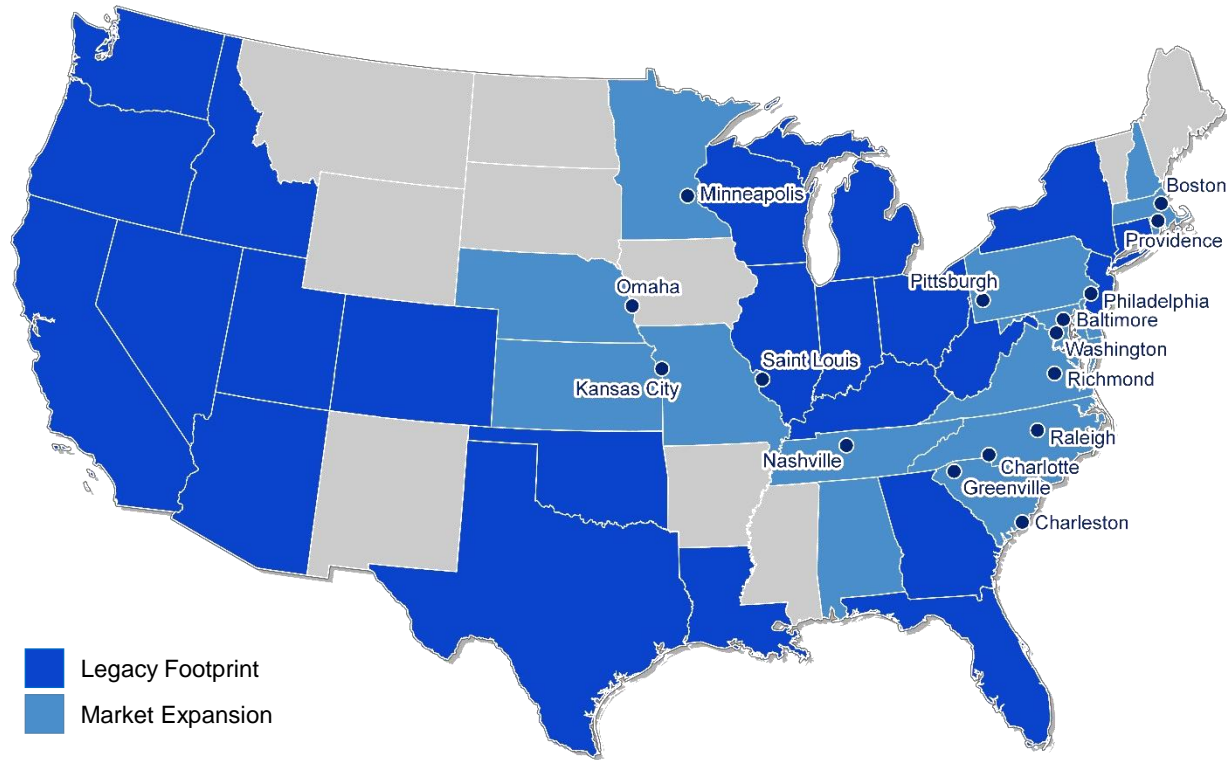 Minneapolis
Boston
Providence
Omaha
Pittsburgh
Philadelphia
Baltimore
Washington
Saint Louis
Kansas City
Richmond
Raleigh
Nashville
Charlotte
Greenville
Charleston
Legacy Footprint
Market Expansion